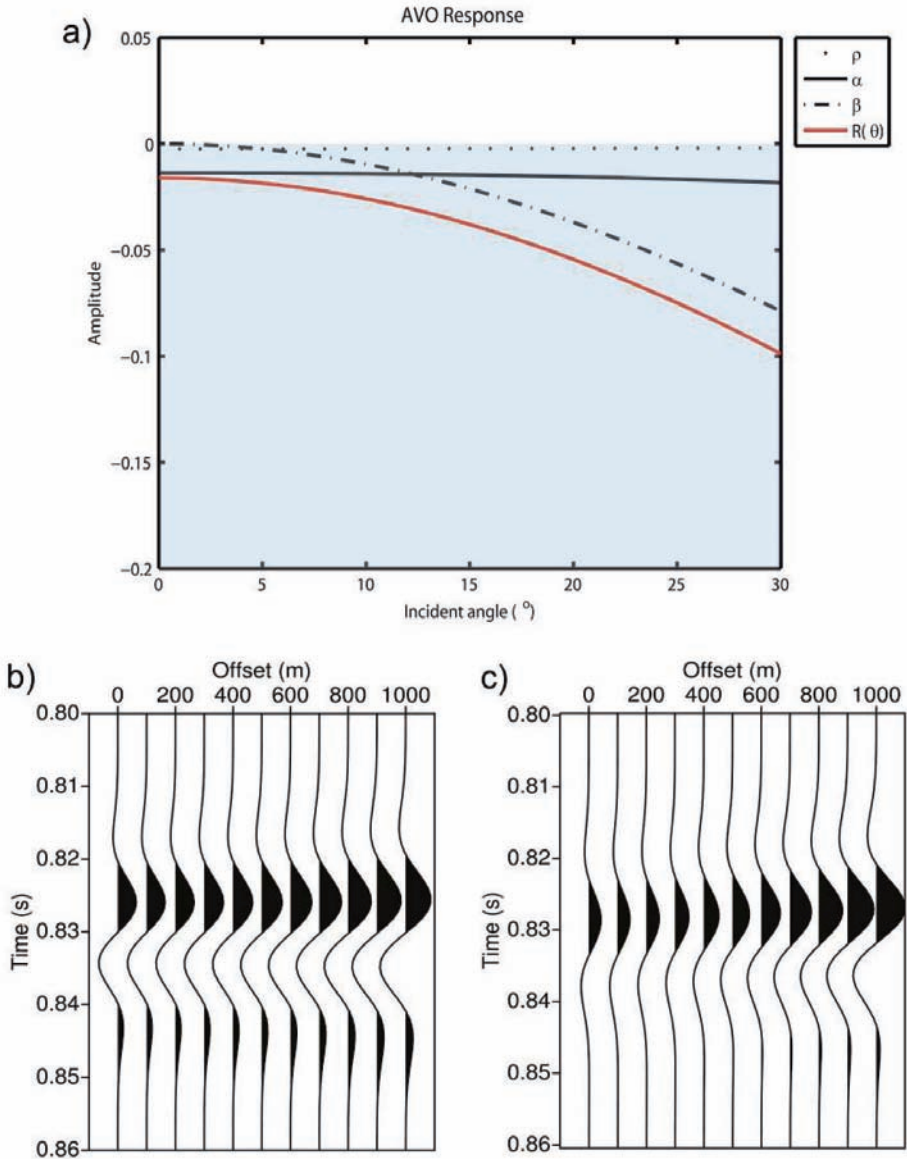 a)
AVO Response
0.05
0
−0.05
−0.1
−0.15
−0.2
Amplitude
0 5 10 15 20 25 30
Incident angle ( o)
ρ
α
β
R( θ)
b)
Offset (m)
0 200 400 600 800 1000
0.80
0.81
0.82
0.83
0.84
0.85
0.86
Time (s)
c)
Offset (m)
0 200 400 600 800 1000
0.80
0.81
0.82
0.83
0.84
0.85
0.86
Time (s)